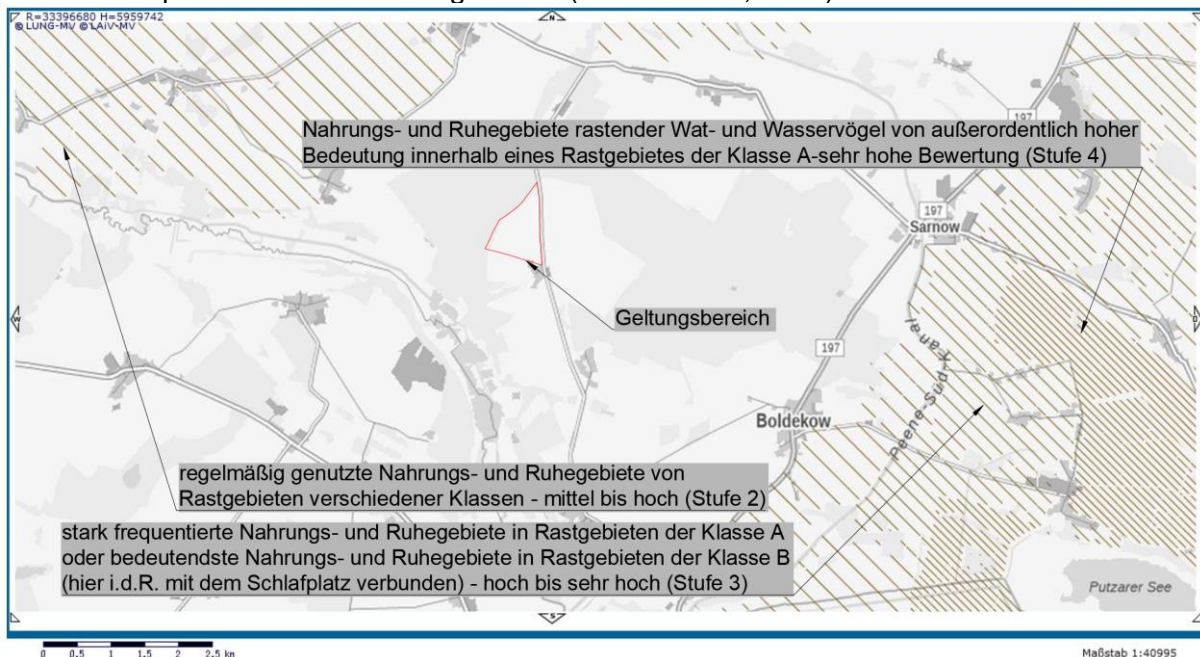 R=33396680 H=5959742
© LUNG-MV © LAiV-MV
N
197
Nahrungs- und Ruhegebiete rastender Wat- und Wasservögel von außerordentlich hoher
Bedeutung innerhalb eines Rastgebietes der Klasse A-sehr hohe Bewertung (Stufe 4)
197
Sarnow
Geltungsbereich
W
O
197
Peene-Süd-Kanal
Boldekow
regelmäßig genutzte Nahrungs- und Ruhegebiete von
Rastgebieten verschiedener Klassen - mittel bis hoch (Stufe 2)
stark frequentierte Nahrungs- und Ruhegebiete in Rastgebieten der Klasse A
oder bedeutendste Nahrungs- und Ruhegebiete in Rastgebieten der Klasse B
(hier i.d.R. mit dem Schlafplatz verbunden) - hoch bis sehr hoch (Stufe 3)
Putzarer See
S
0 0.5 1 1.5 2 2.5 km
Maßstab 1:40995